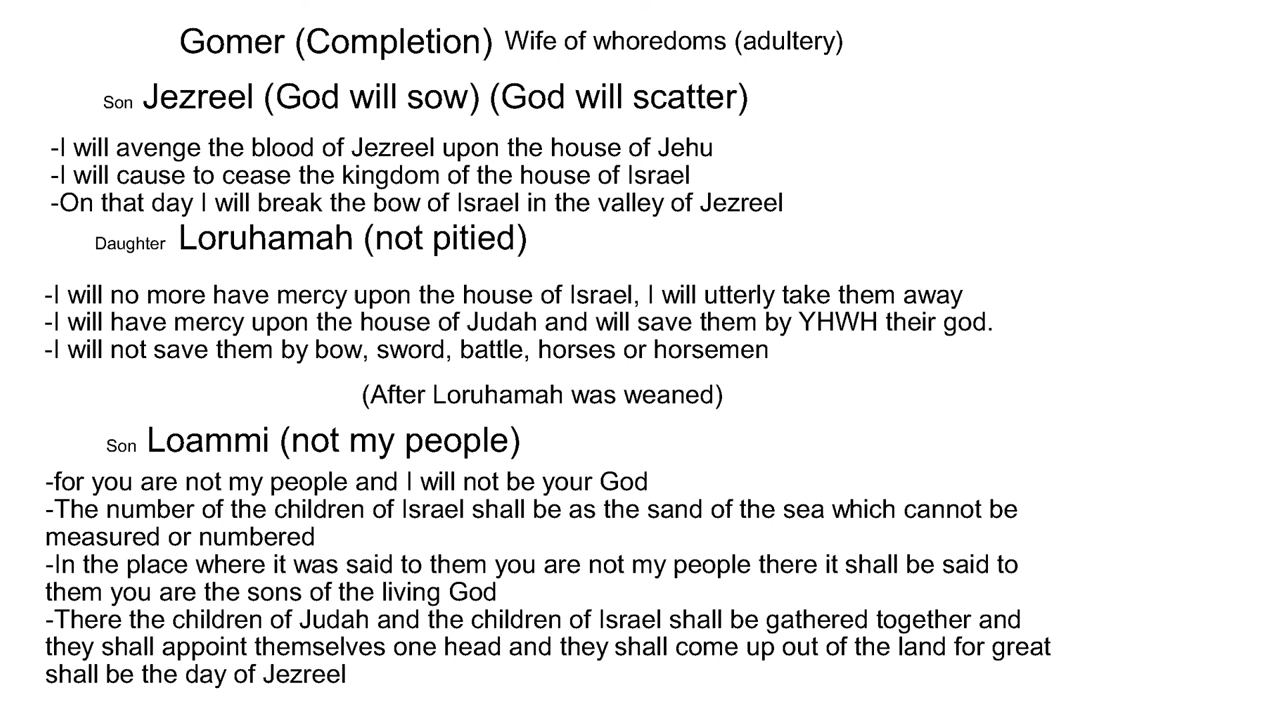 Gomer (Completion) Wife of whoredoms (adultery)
Son Jezreel (God will sow) (God will scatter)
-I will avenge the blood of Jezreel upon the house of Jehu
-I will cause to cease the kingdom of the house of Israel
-On that day I will break the bow of Israel in the valley of Jezreel
Daughter Loruhamah (not pitied)
-I will no more have mercy upon the house of Israel, I will utterly take them away
-I will have mercy upon the house of Judah and will save them by YHWH their god.
-I will not save them by bow, sword, battle, horses or horsemen
(After Loruhamah was weaned)
Son Loammi (not my people)
-for you are not my people and I will not be your God
-The number of the children of Israel shall be as the sand of the sea which cannot be
measured or numbered
-In the place where it was said to them you are not my people there it shall be said to
them you are the sons of the living God
-There the children of Judah and the children of Israel shall be gathered together and
they shall appoint themselves one head and they shall come up out of the land for great
shall be the day of Jezreel